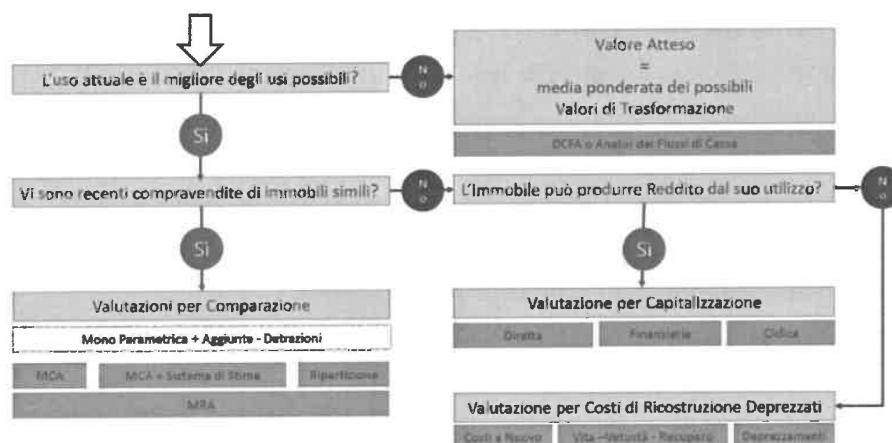 L'uso attuale è il migliore degli usi possibili?
No
Valore Atteso
=
media ponderata dei possibili
Valori di Trasformazione
DCFA o Analisi dei Flussi di Cassa
Sì
Vi sono recenti compravendite di immobili simili?
No
L'Immobile può produrre Reddito dal suo utilizzo?
No
Sì
Sì
Valutazioni per Comparazione
Mono Parametrica + Aggiunte - Detrazioni
MCA
MCA + Sistema di Stima
Ripartizione
MRA
Valutazione per Capitalizzazione
Diretta
Finanziaria
Ciclica
Valutazione per Costi di Ricostruzione Deprezzati
Costi a Nuovo
Vita –Vetustà - Recupero
Deprezzamenti